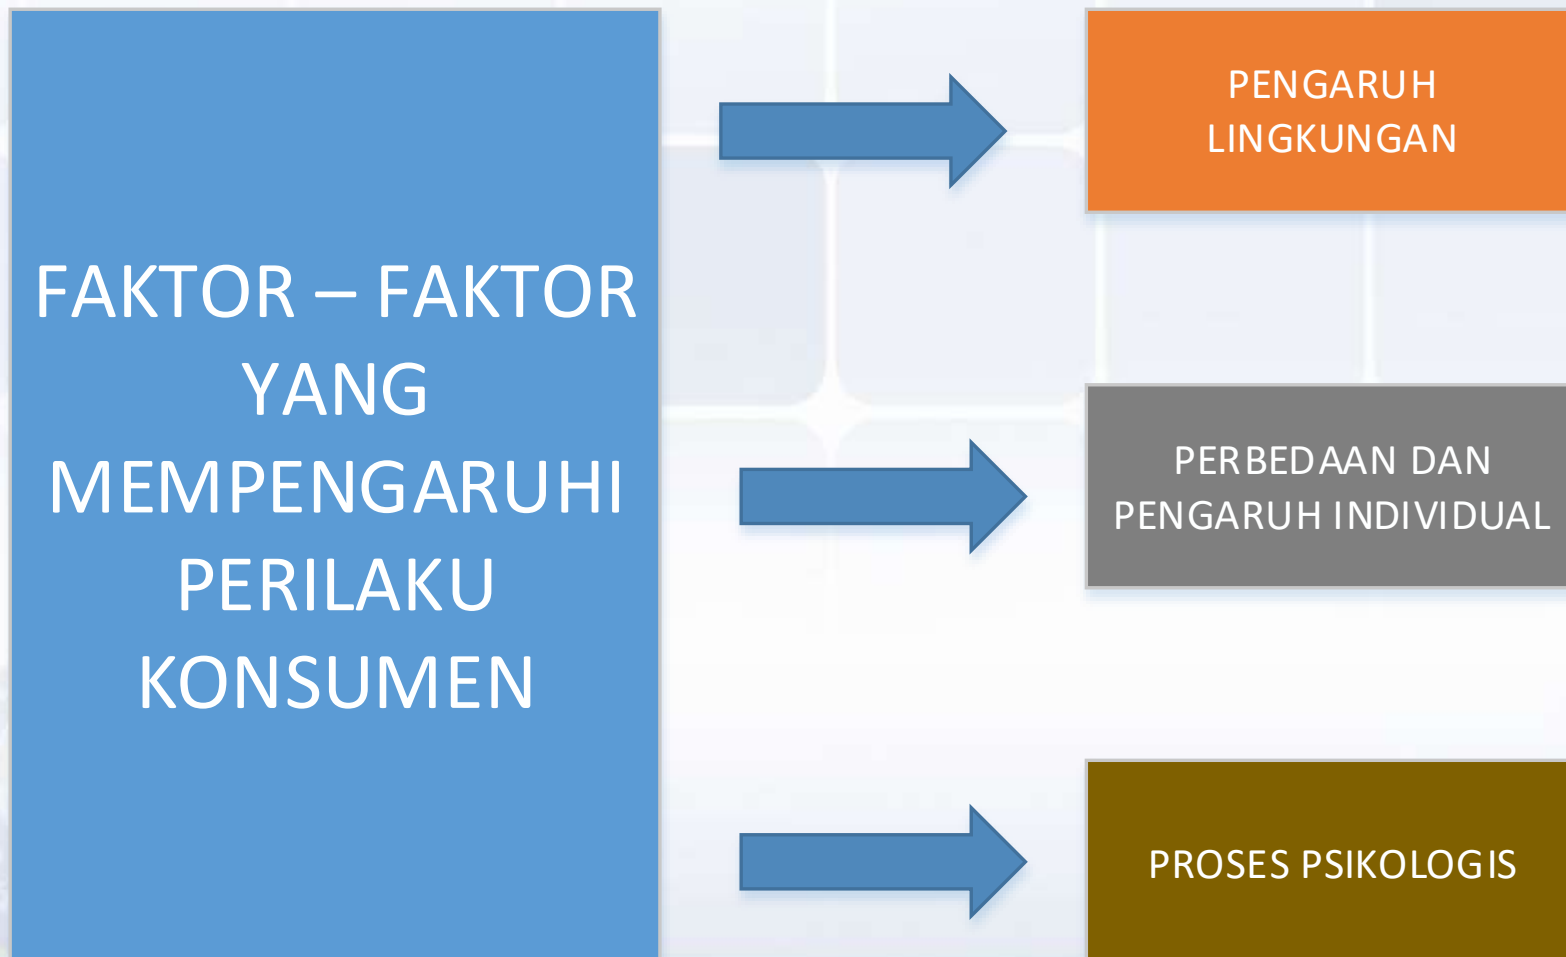 FAKTOR – FAKTOR
YANG
MEMPENGARUHI
PERILAKU
KONSUMEN
PENGARUH
LINGKUNGAN
PERBEDAAN DAN
PENGARUH INDIVIDUAL
PROSES PSIKOLOGIS